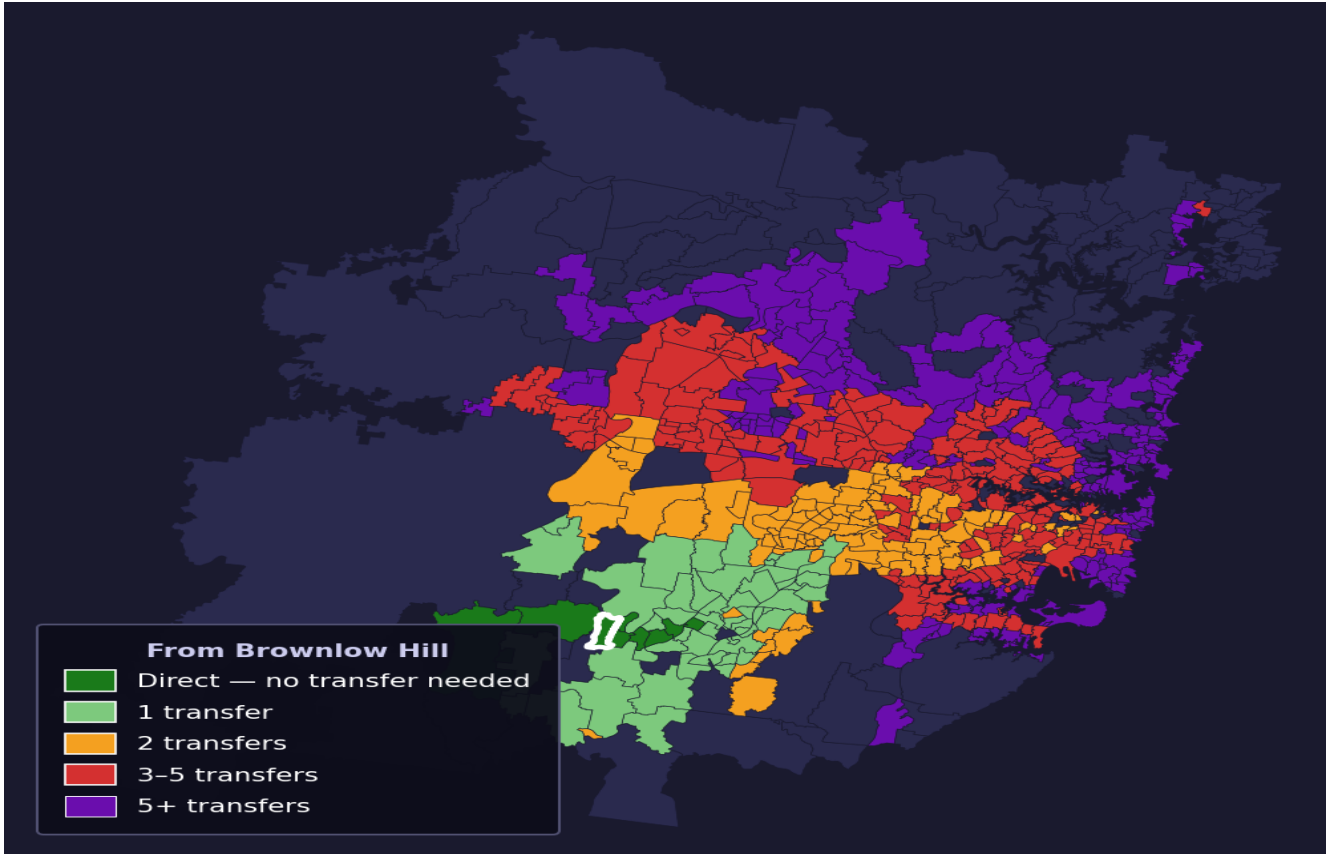 From Brownlow Hill
Direct — no transfer needed
1 transfer
2 transfers
3–5 transfers
5+ transfers